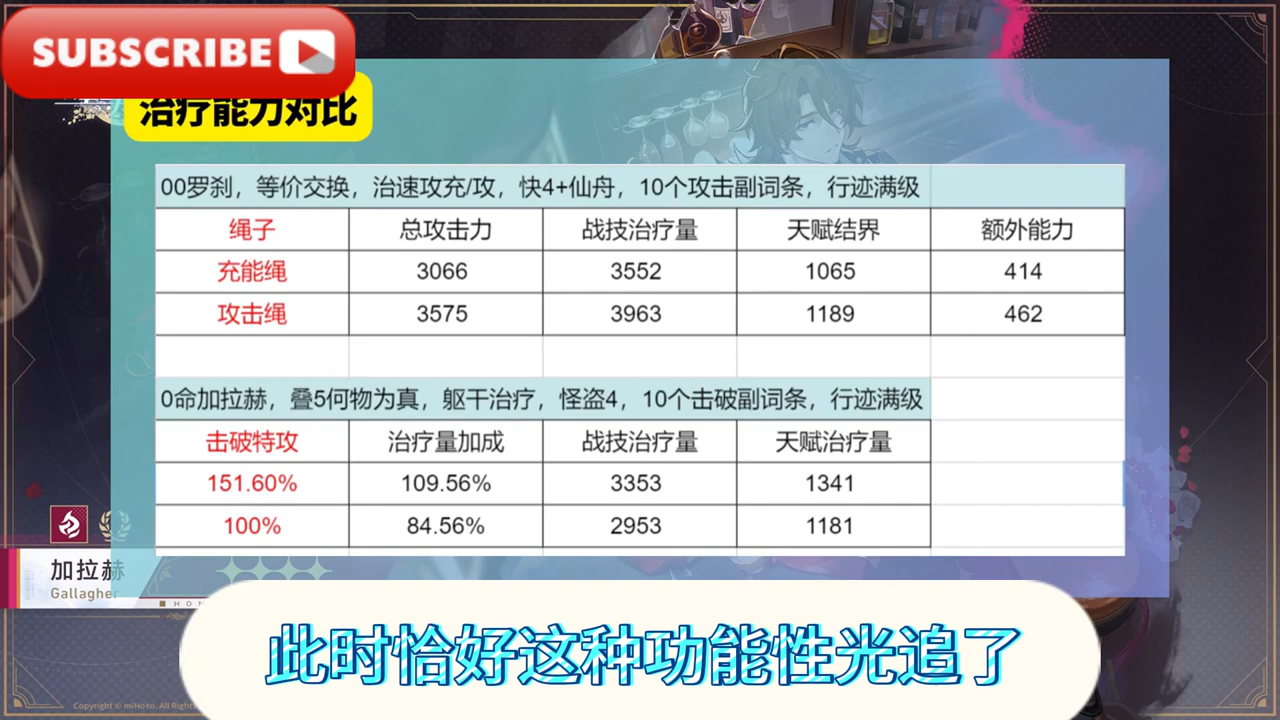 SUBSCRIBE
治疗能力对比
00罗刹，等价交换，治速攻充/攻，快4+仙舟，10个攻击副词条，行迹满级
绳子 总攻击力 战技治疗量 天赋结界 额外能力
充能绳 3066 3552 1065 414
攻击绳 3575 3963 1189 462
0命加拉赫，叠5何物为真，躯干治疗，怪盗4，10个击破副词条，行迹满级
击破特攻 治疗量加成 战技治疗量 天赋治疗量
151.60% 109.56% 3353 1341
100% 84.56% 2953 1181
加拉赫
Gallagher
此时恰好这种功能性光追了
Copyright © miHoYo. All Rights